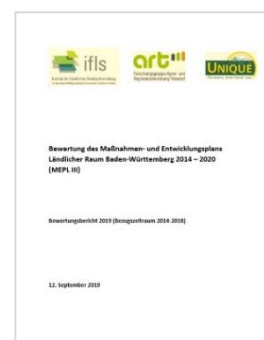 ifls
art
UNIQUE
Bewertung des Maßnahmen- und Entwicklungsplans
Ländlicher Raum Baden-Württemberg 2014 – 2020
(MEPL III)
Bewertungsbericht 2019 (Bezugszeitraum 2014-2018)
12. September 2019